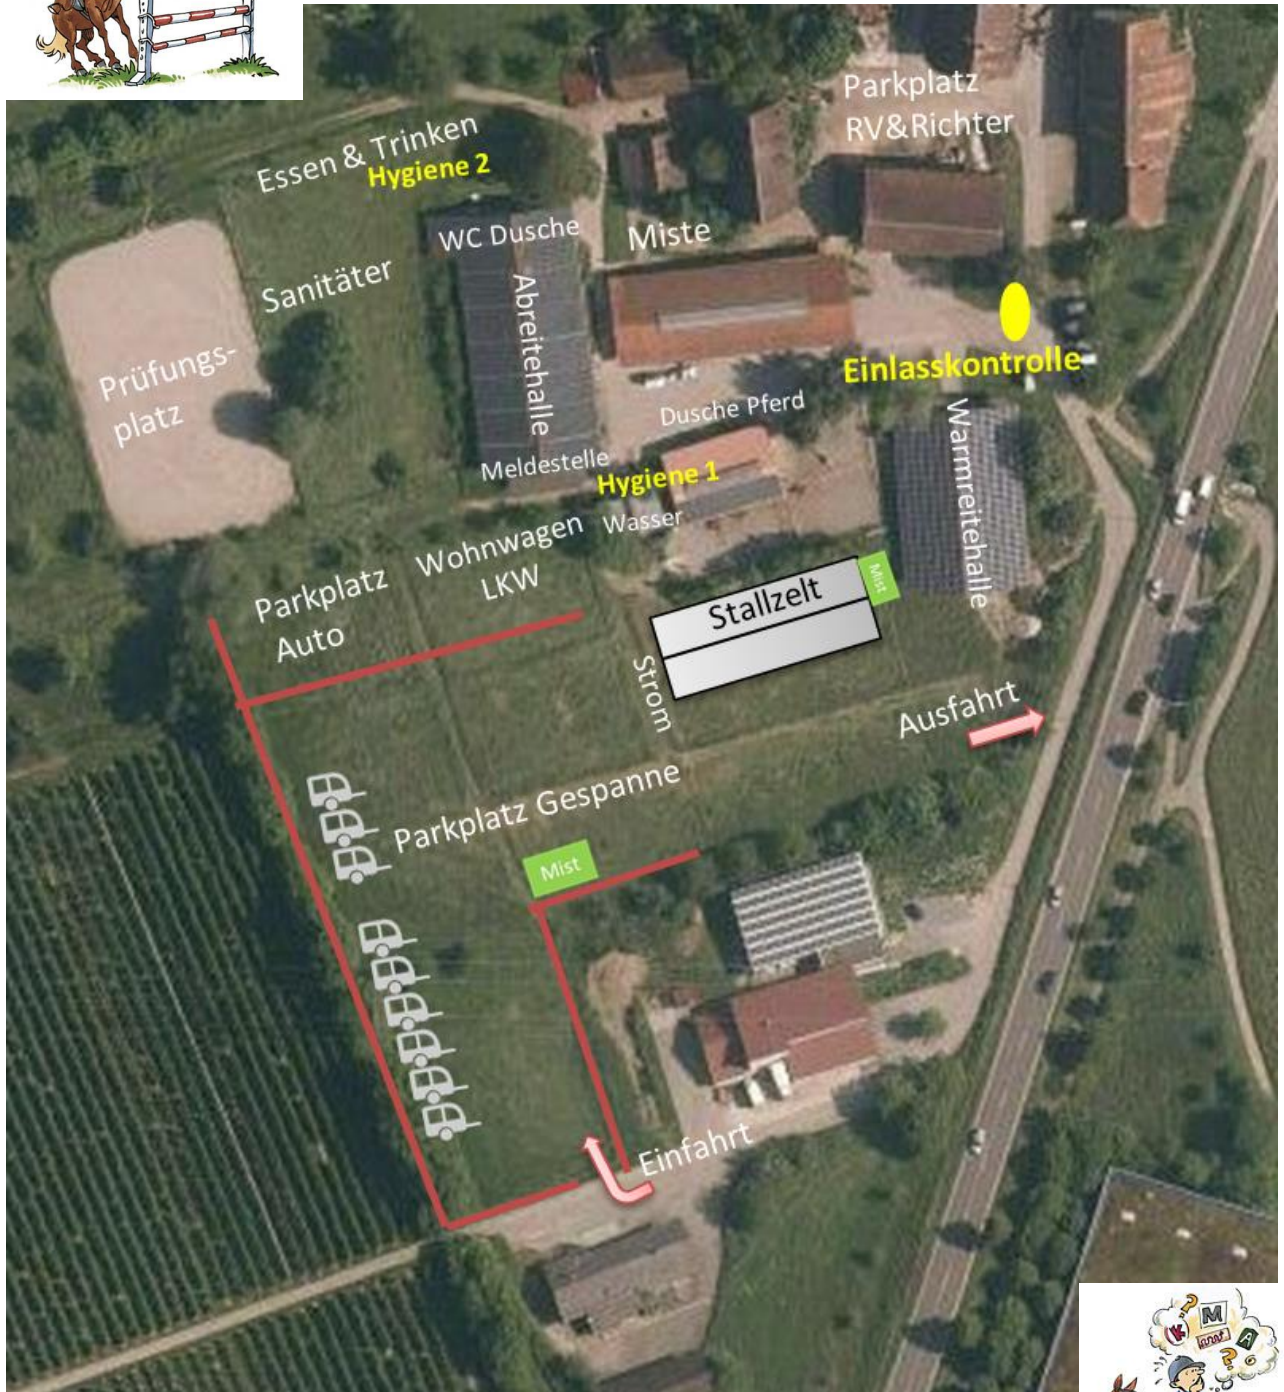 Parkplatz
RV&Richter
Essen & Trinken
Hygiene 2
WC Dusche
Miste
Sanitäter
Abreitehalle
Prüfungs-
platz
Einlasskontrolle
Dusche Pferd
Warmreitehalle
Meldestelle
Hygiene 1
Wasser
Wohnwagen
LKW
Parkplatz
Auto
Stallzelt
Mist
Strom
Ausfahrt
Parkplatz Gespanne
Mist
Einfahrt
K
M
A